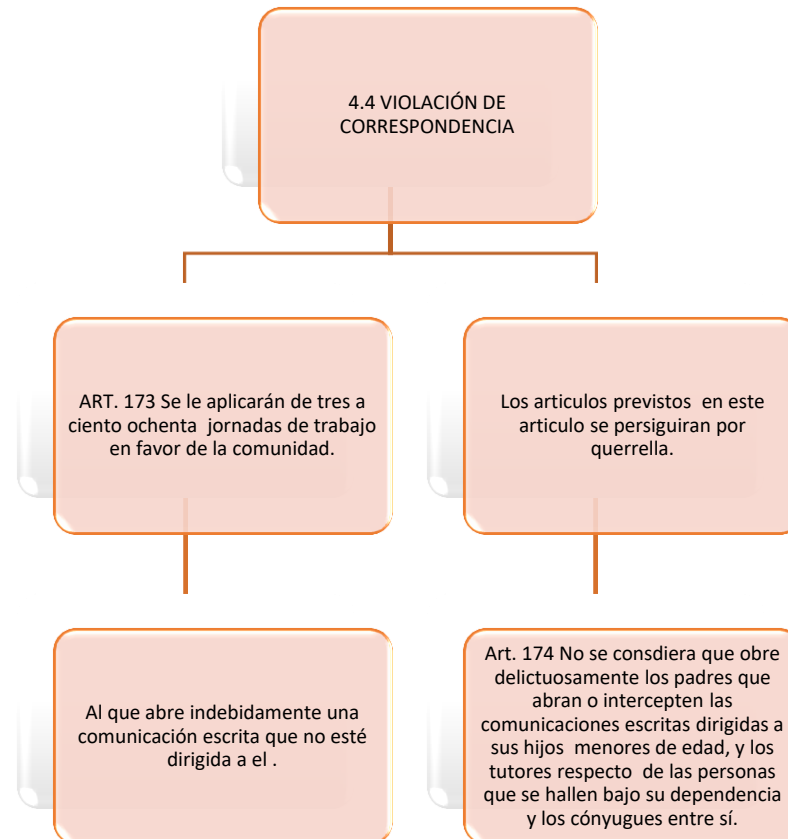 4.4 VIOLACIÓN DE
CORRESPONDENCIA
ART. 173 Se le aplicarán de tres a
ciento ochenta jornadas de trabajo
en favor de la comunidad.
Los articulos previstos en este
articulo se persiguiran por
querrella.
Al que abre indebidamente una
comunicación escrita que no esté
dirigida a el .
Art. 174 No se consdiera que obre
delictuosamente los padres que
abran o intercepten las
comunicaciones escritas dirigidas a
sus hijos menores de edad, y los
tutores respecto de las personas
que se hallen bajo su dependencia
y los cónyugues entre sí.